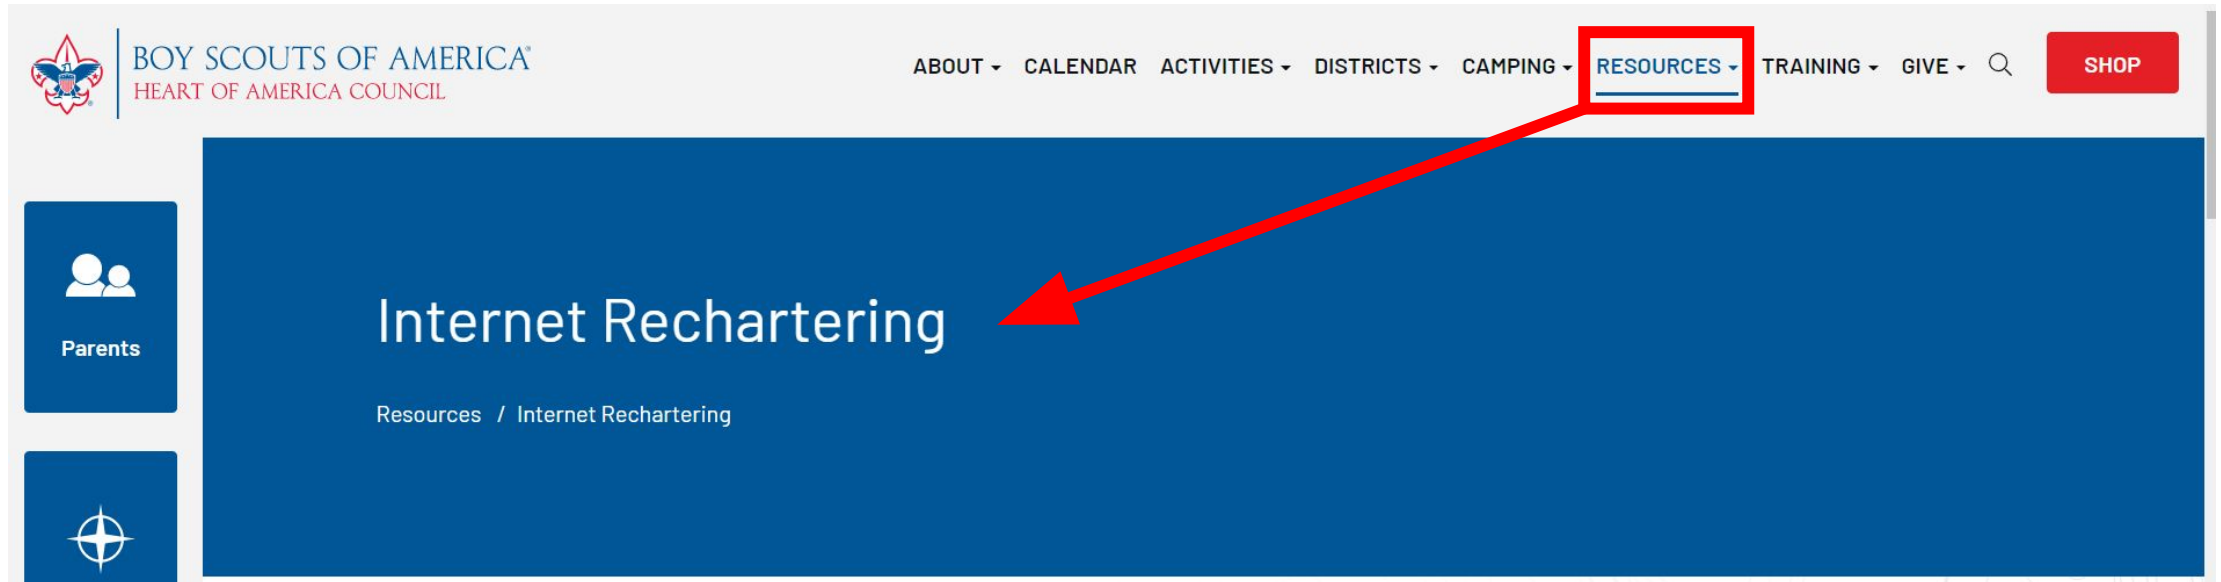 BOY SCOUTS OF AMERICA®
HEART OF AMERICA COUNCIL
ABOUT CALENDAR ACTIVITIES DISTRICTS CAMPING RESOURCES TRAINING GIVE SHOP
Parents
Internet Rechartering
Resources / Internet Rechartering